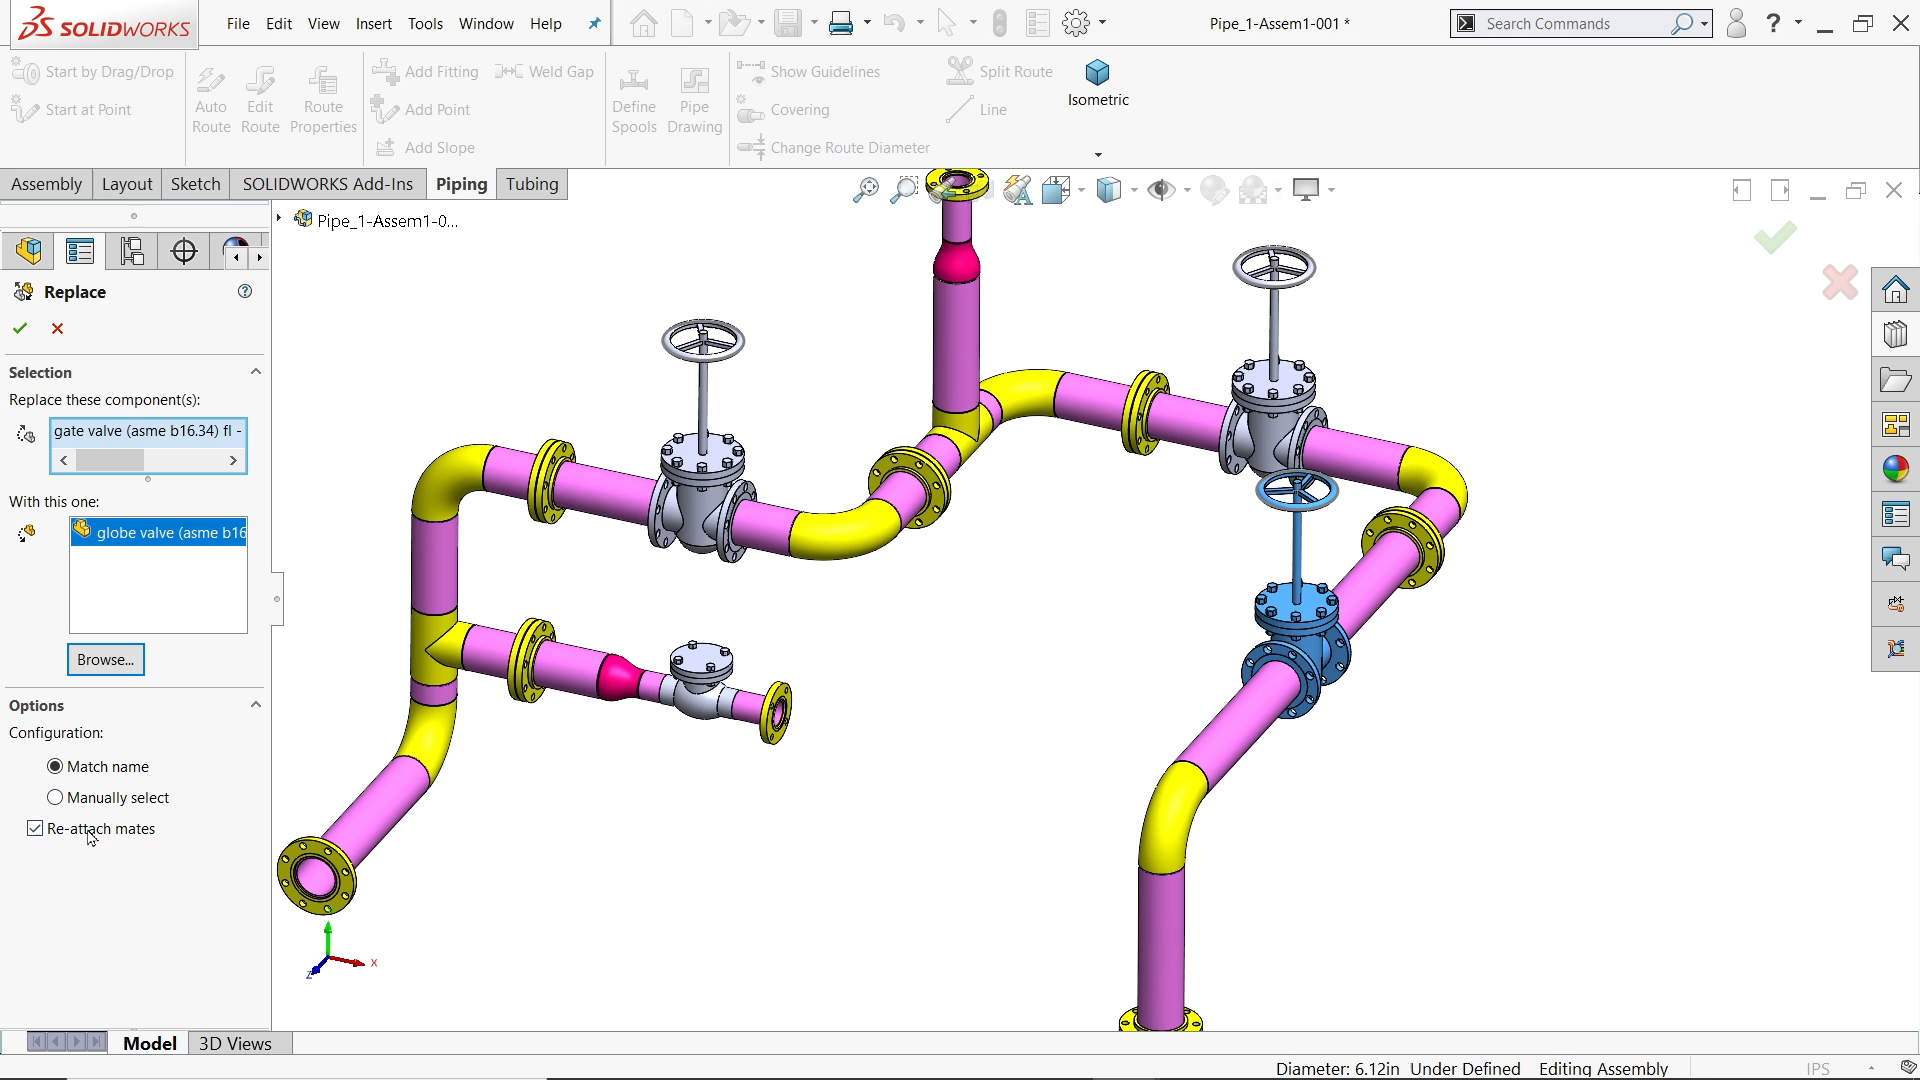 SOLIDWORKS
File Edit View Insert Tools Window Help
Pipe_1-Assem1-001 *
Search Commands
?
Start by Drag/Drop
Start at Point
Auto Route
Edit Route
Route Properties
Add Fitting
Weld Gap
Add Point
Add Slope
Define Spools
Pipe Drawing
Show Guidelines
Covering
Change Route Diameter
Split Route
Line
Isometric
Assembly Layout Sketch SOLIDWORKS Add-Ins Piping Tubing
Pipe_1-Assem1-0...
Replace
?
Selection
Replace these component(s):
gate valve (asme b16.34) fl -
With this one:
globe valve (asme b16
Browse...
Options
Configuration:
Match name
Manually select
Re-attach mates
X
Z
Model 3D Views
Diameter: 6.12in Under Defined Editing Assembly IPS